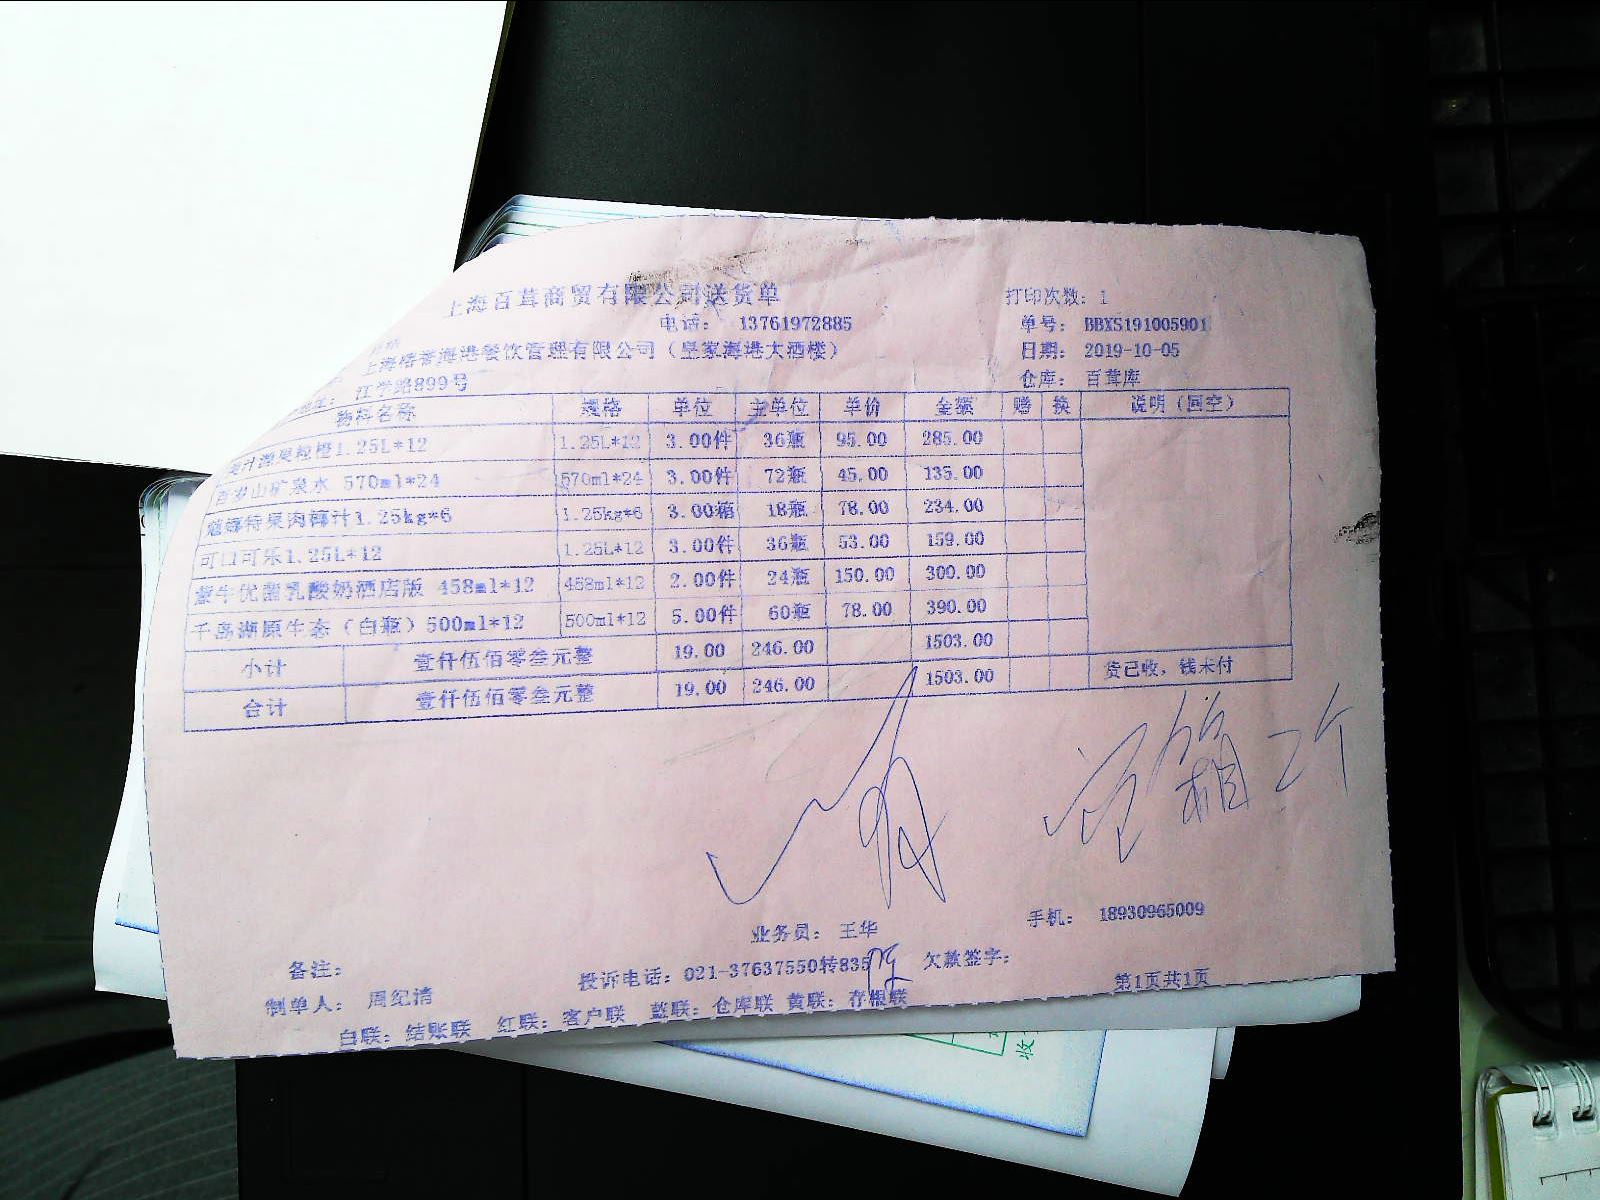 上海百茸商贸有限公司送货单
打印次数: 1
电话: 13761972885
单号: BBXS191005901
餐饮管理有限公司(皇家海港大酒楼)
日期: 2019-10-05
江学路899号
仓库: 百茸库
物料名称 规格 单位 主单位 单价 金额 赠 换 说明(回空)
汁源果粒橙1.25L*12 1.25L*12 3.00件 36瓶 95.00 285.00
百岁山矿泉水 570ml*24 570ml*24 3.00件 72瓶 45.00 135.00
果肉 汁1.25kg*6 1.25kg*6 3.00箱 18瓶 78.00 234.00
可口可乐1.25L*12 1.25L*12 3.00件 36瓶 53.00 159.00
蒙牛优菌乳酸奶酒店版 458ml*12 458ml*12 2.00件 24瓶 150.00 300.00
千岛湖原生态(白瓶)500ml*12 500ml*12 5.00件 60瓶 78.00 390.00
小计 壹仟伍佰零叁元整 19.00 246.00 1503.00
合计 壹仟伍佰零叁元整 19.00 246.00 1503.00 货已收,钱未付
箱2个
业务员: 王华
手机: 18930965009
备注:
投诉电话: 021-37637550转835
欠款签字:
制单人: 周纪清
第1页共1页
白联: 结账联 红联: 客户联 蓝联: 仓库联 黄联: 存根联
收